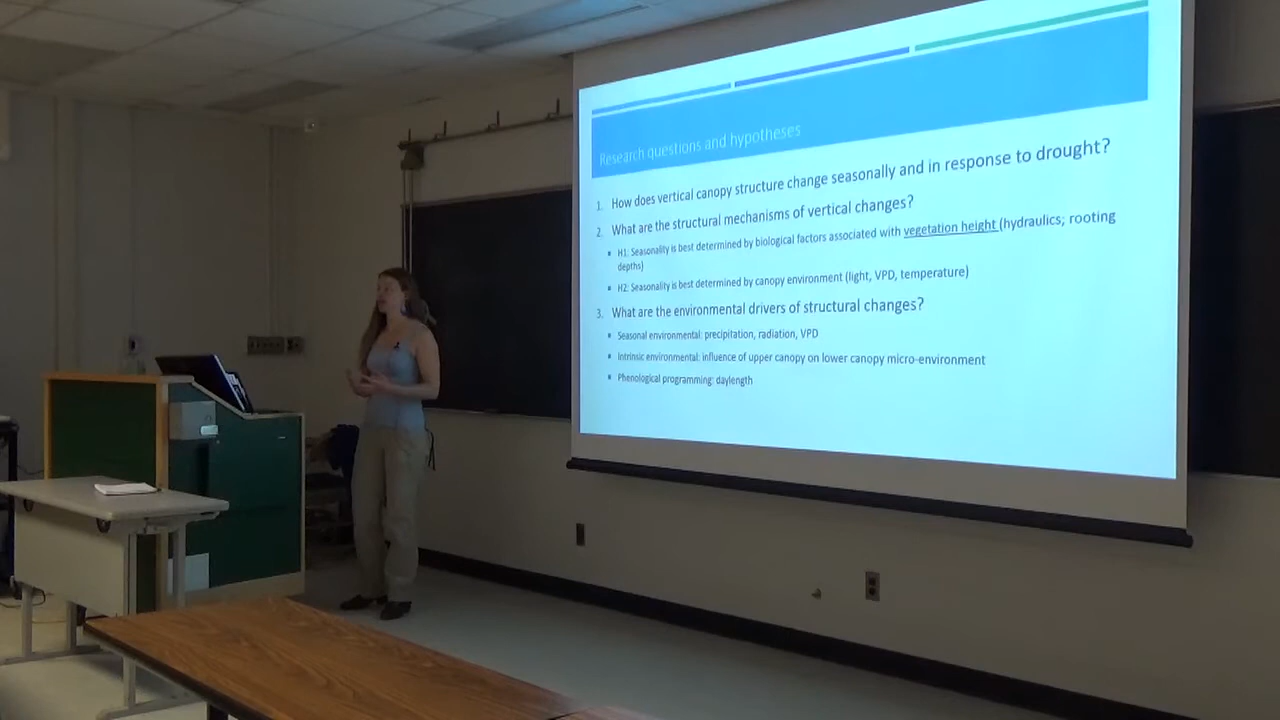 Research questions and hypotheses
1. How does vertical canopy structure change seasonally and in response to drought?
2. What are the structural mechanisms of vertical changes?
H1: Seasonality is best determined by biological factors associated with vegetation height (hydraulics; rooting
depths)
H2: Seasonality is best determined by canopy environment (light, VPD, temperature)
3. What are the environmental drivers of structural changes?
Seasonal environmental: precipitation, radiation, VPD
Intrinsic environmental: influence of upper canopy on lower canopy micro-environment
Phenological programming: daylength